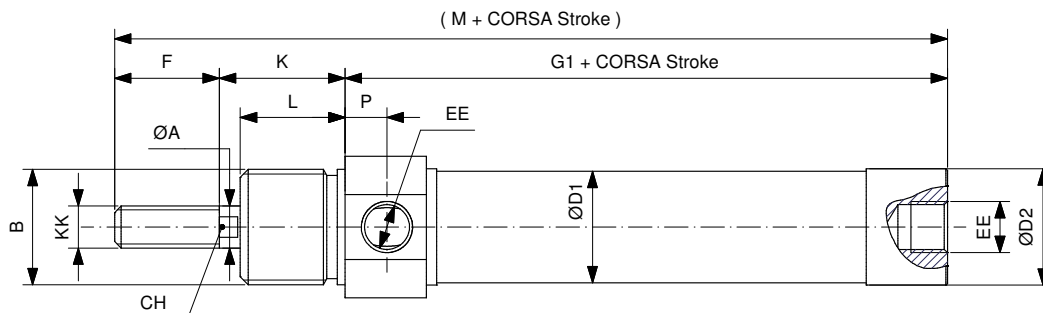 ( M + CORSA Stroke )
F
K
G1 + CORSA Stroke
L
P
EE
ØA
B
KK
ØD1
EE
ØD2
CH